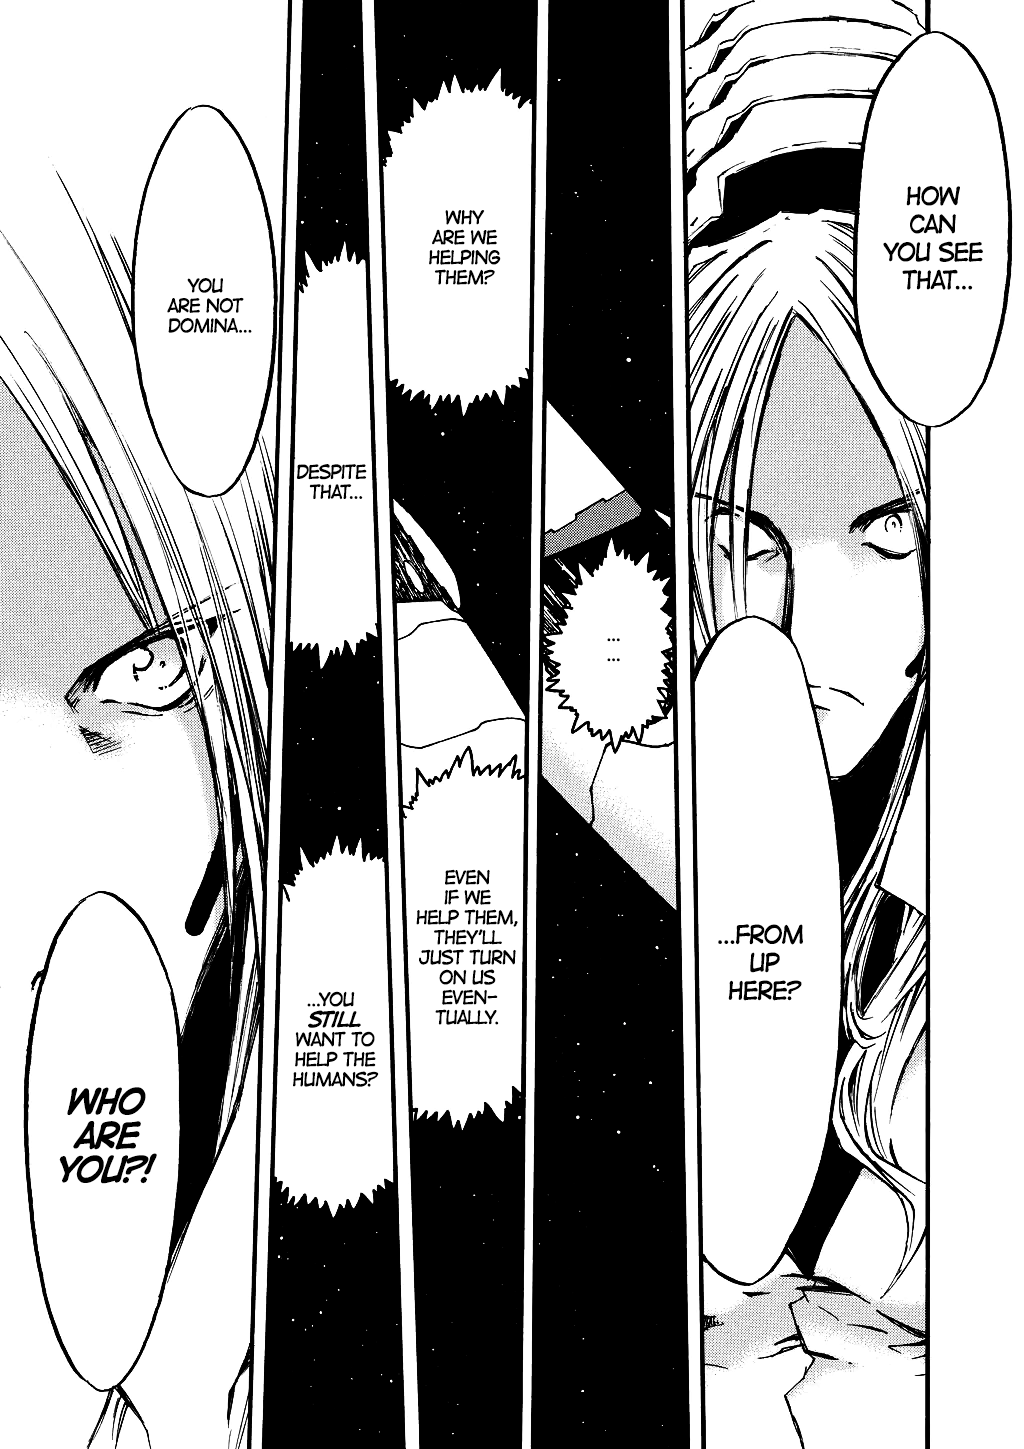 HOW
CAN
YOU SEE
THAT...
...FROM
UP
HERE?
...
...
WHY
ARE WE
HELPING
THEM?
EVEN
IF WE
HELP THEM,
THEY'LL
JUST TURN
ON US
EVEN-
TUALLY.
DESPITE
THAT...
...YOU
STILL
WANT TO
HELP THE
HUMANS?
YOU
ARE NOT
DOMINA...
WHO
ARE
YOU?!